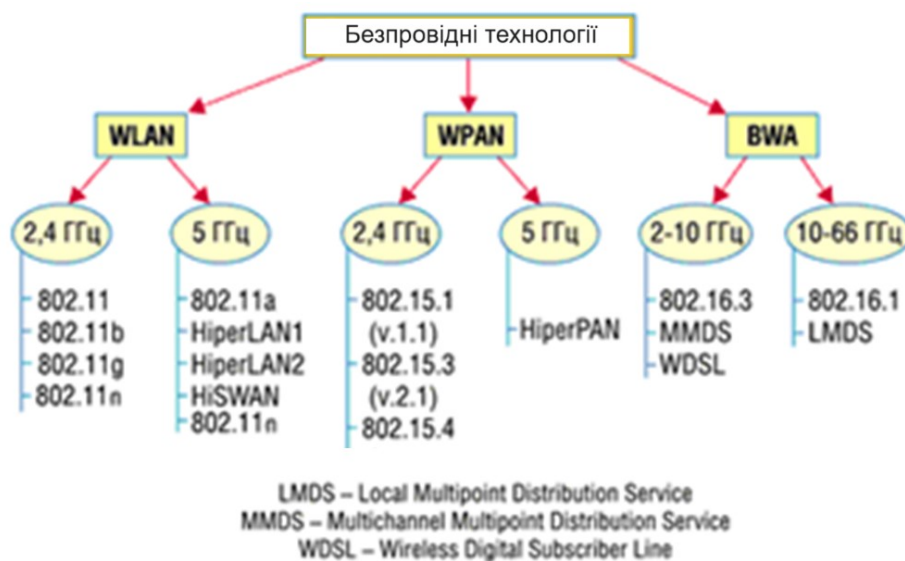 Безпровідні технології
WLAN
WPAN
BWA
2,4 ГГц
5 ГГц
2,4 ГГц
5 ГГц
2-10 ГГц
10-66 ГГц
802.11
802.11b
802.11g
802.11n
802.11a
HiperLAN1
HiperLAN2
HiSWAN
802.11n
802.15.1
(v.1.1)
802.15.3
(v.2.1)
802.15.4
HiperPAN
802.16.3
MMDS
WDSL
802.16.1
LMDS
LMDS – Local Multipoint Distribution Service
MMDS – Multichannel Multipoint Distribution Service
WDSL – Wireless Digital Subscriber Line